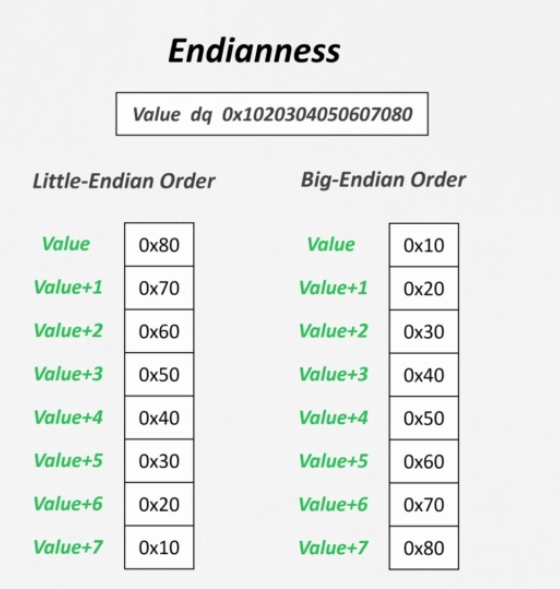 Endianness
Value dq 0x1020304050607080
Little-Endian Order
Value 0x80
Value+1 0x70
Value+2 0x60
Value+3 0x50
Value+4 0x40
Value+5 0x30
Value+6 0x20
Value+7 0x10
Big-Endian Order
Value 0x10
Value+1 0x20
Value+2 0x30
Value+3 0x40
Value+4 0x50
Value+5 0x60
Value+6 0x70
Value+7 0x80